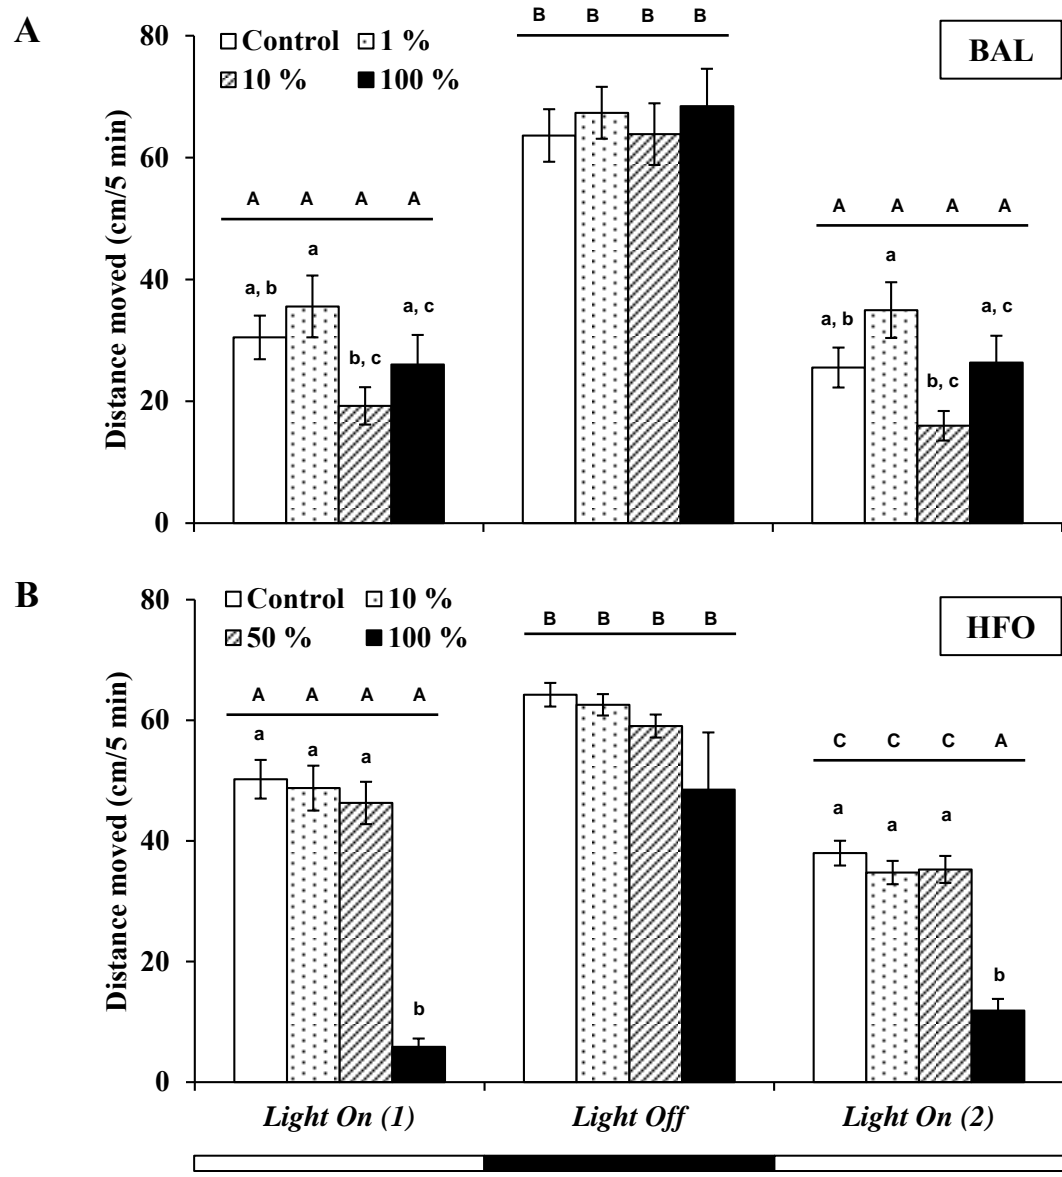 A
80
60
40
20
0
Distance moved (cm/5 min)
Control 1 %
10 % 100 %
BAL
A A A A
a, b a b, c a, c
B B B B
A A A A
a, b a b, c a, c
B
80
60
40
20
0
Distance moved (cm/5 min)
Control 10 %
50 % 100 %
HFO
A A A A
a a a b
B B B B
C C C A
a a a b
Light On (1) Light Off Light On (2)